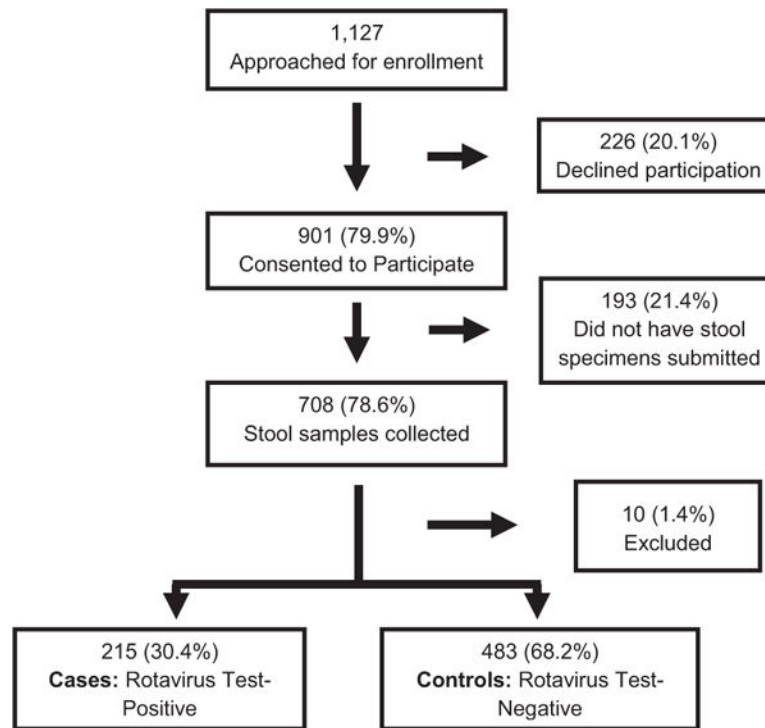 1,127
Approached for enrollment
226 (20.1%)
Declined participation
901 (79.9%)
Consented to Participate
193 (21.4%)
Did not have stool
specimens submitted
708 (78.6%)
Stool samples collected
10 (1.4%)
Excluded
215 (30.4%)
Cases: Rotavirus Test-
Positive
483 (68.2%)
Controls: Rotavirus Test-
Negative